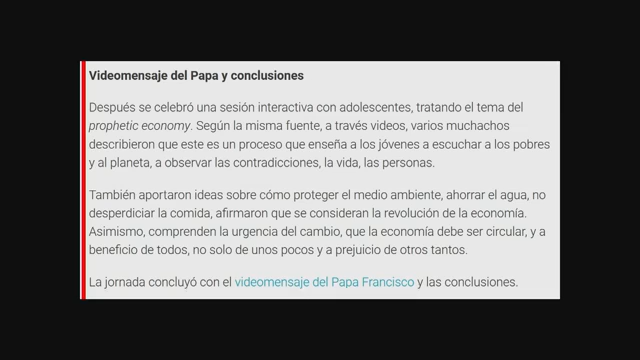 Videomensaje del Papa y conclusiones
Después se celebró una sesión interactiva con adolescentes, tratando el tema del
prophetic economy. Según la misma fuente, a través videos, varios muchachos
describieron que este es un proceso que enseña a los jóvenes a escuchar a los pobres
y al planeta, a observar las contradicciones, la vida, las personas.
También aportaron ideas sobre cómo proteger el medio ambiente, ahorrar el agua, no
desperdiciar la comida, afirmaron que se consideran la revolución de la economía.
Asimismo, comprenden la urgencia del cambio, que la economía debe ser circular, y a
beneficio de todos, no solo de unos pocos y a prejuicio de otros tantos.
La jornada concluyó con el videomensaje del Papa Francisco y las conclusiones.